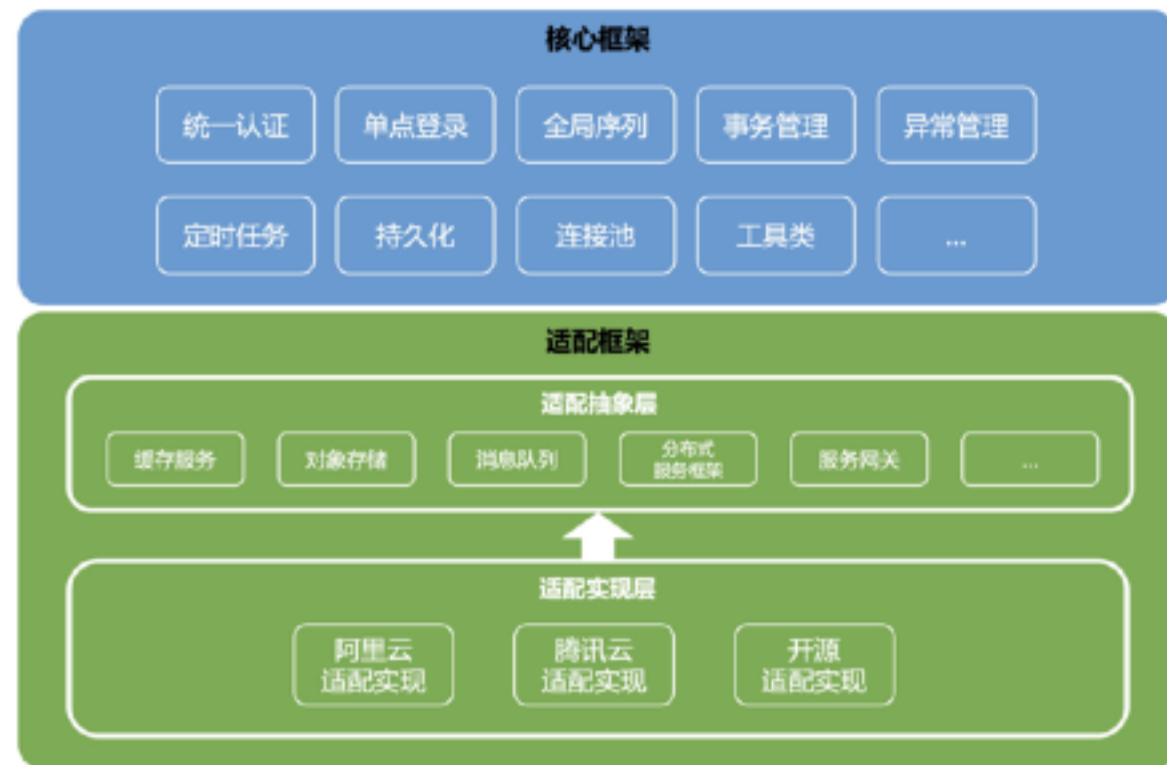 核心框架
统一认证
单点登录
全局序列
事务管理
异常管理
定时任务
持久化
连接池
工具类
...
适配框架
适配抽象层
缓存服务
对象存储
消息队列
分布式
服务框架
服务网关
...
适配实现层
阿里云
适配实现
腾讯云
适配实现
开源
适配实现